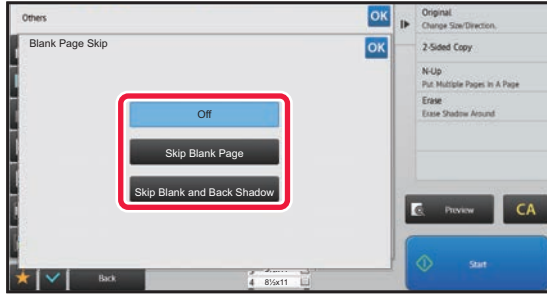 Others
OK
Blank Page Skip
OK
Off
Skip Blank Page
Skip Blank and Back Shadow
Back
4 8½x11
Original
Change Size/Direction.
2-Sided Copy
N-Up
Put Multiple Pages In A Page
Erase
Erase Shadow Around
Preview
CA
Start